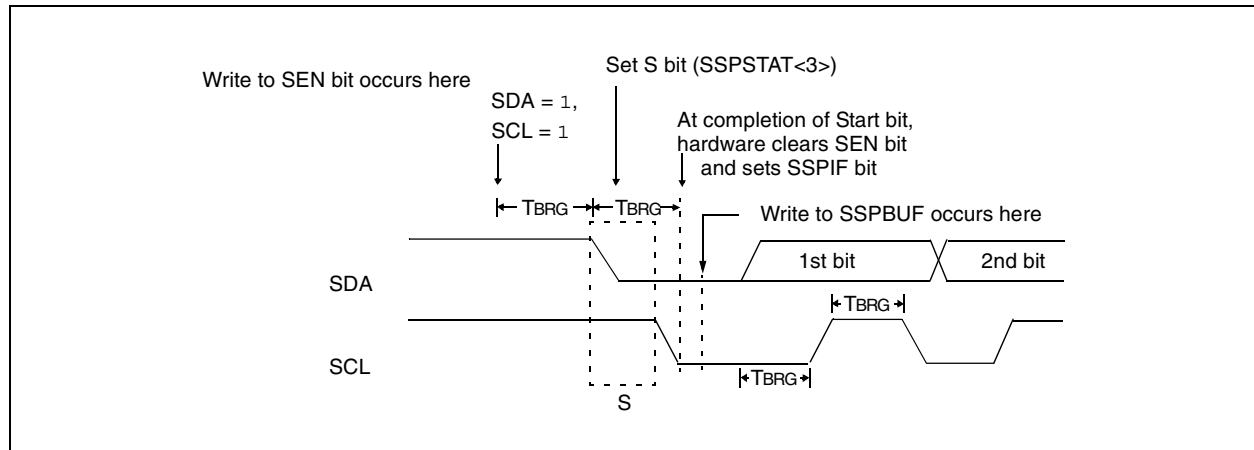 Write to SEN bit occurs here
Set S bit (SSPSTAT<3>)
SDA = 1,
SCL = 1
At completion of Start bit,
hardware clears SEN bit
and sets SSPIF bit
TBRG
TBRG
Write to SSPBUF occurs here
SDA
1st bit
2nd bit
TBRG
SCL
TBRG
S